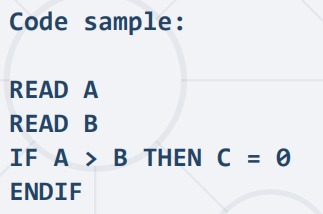 Code sample:
READ A
READ B
IF A > B THEN C = 0
ENDIF